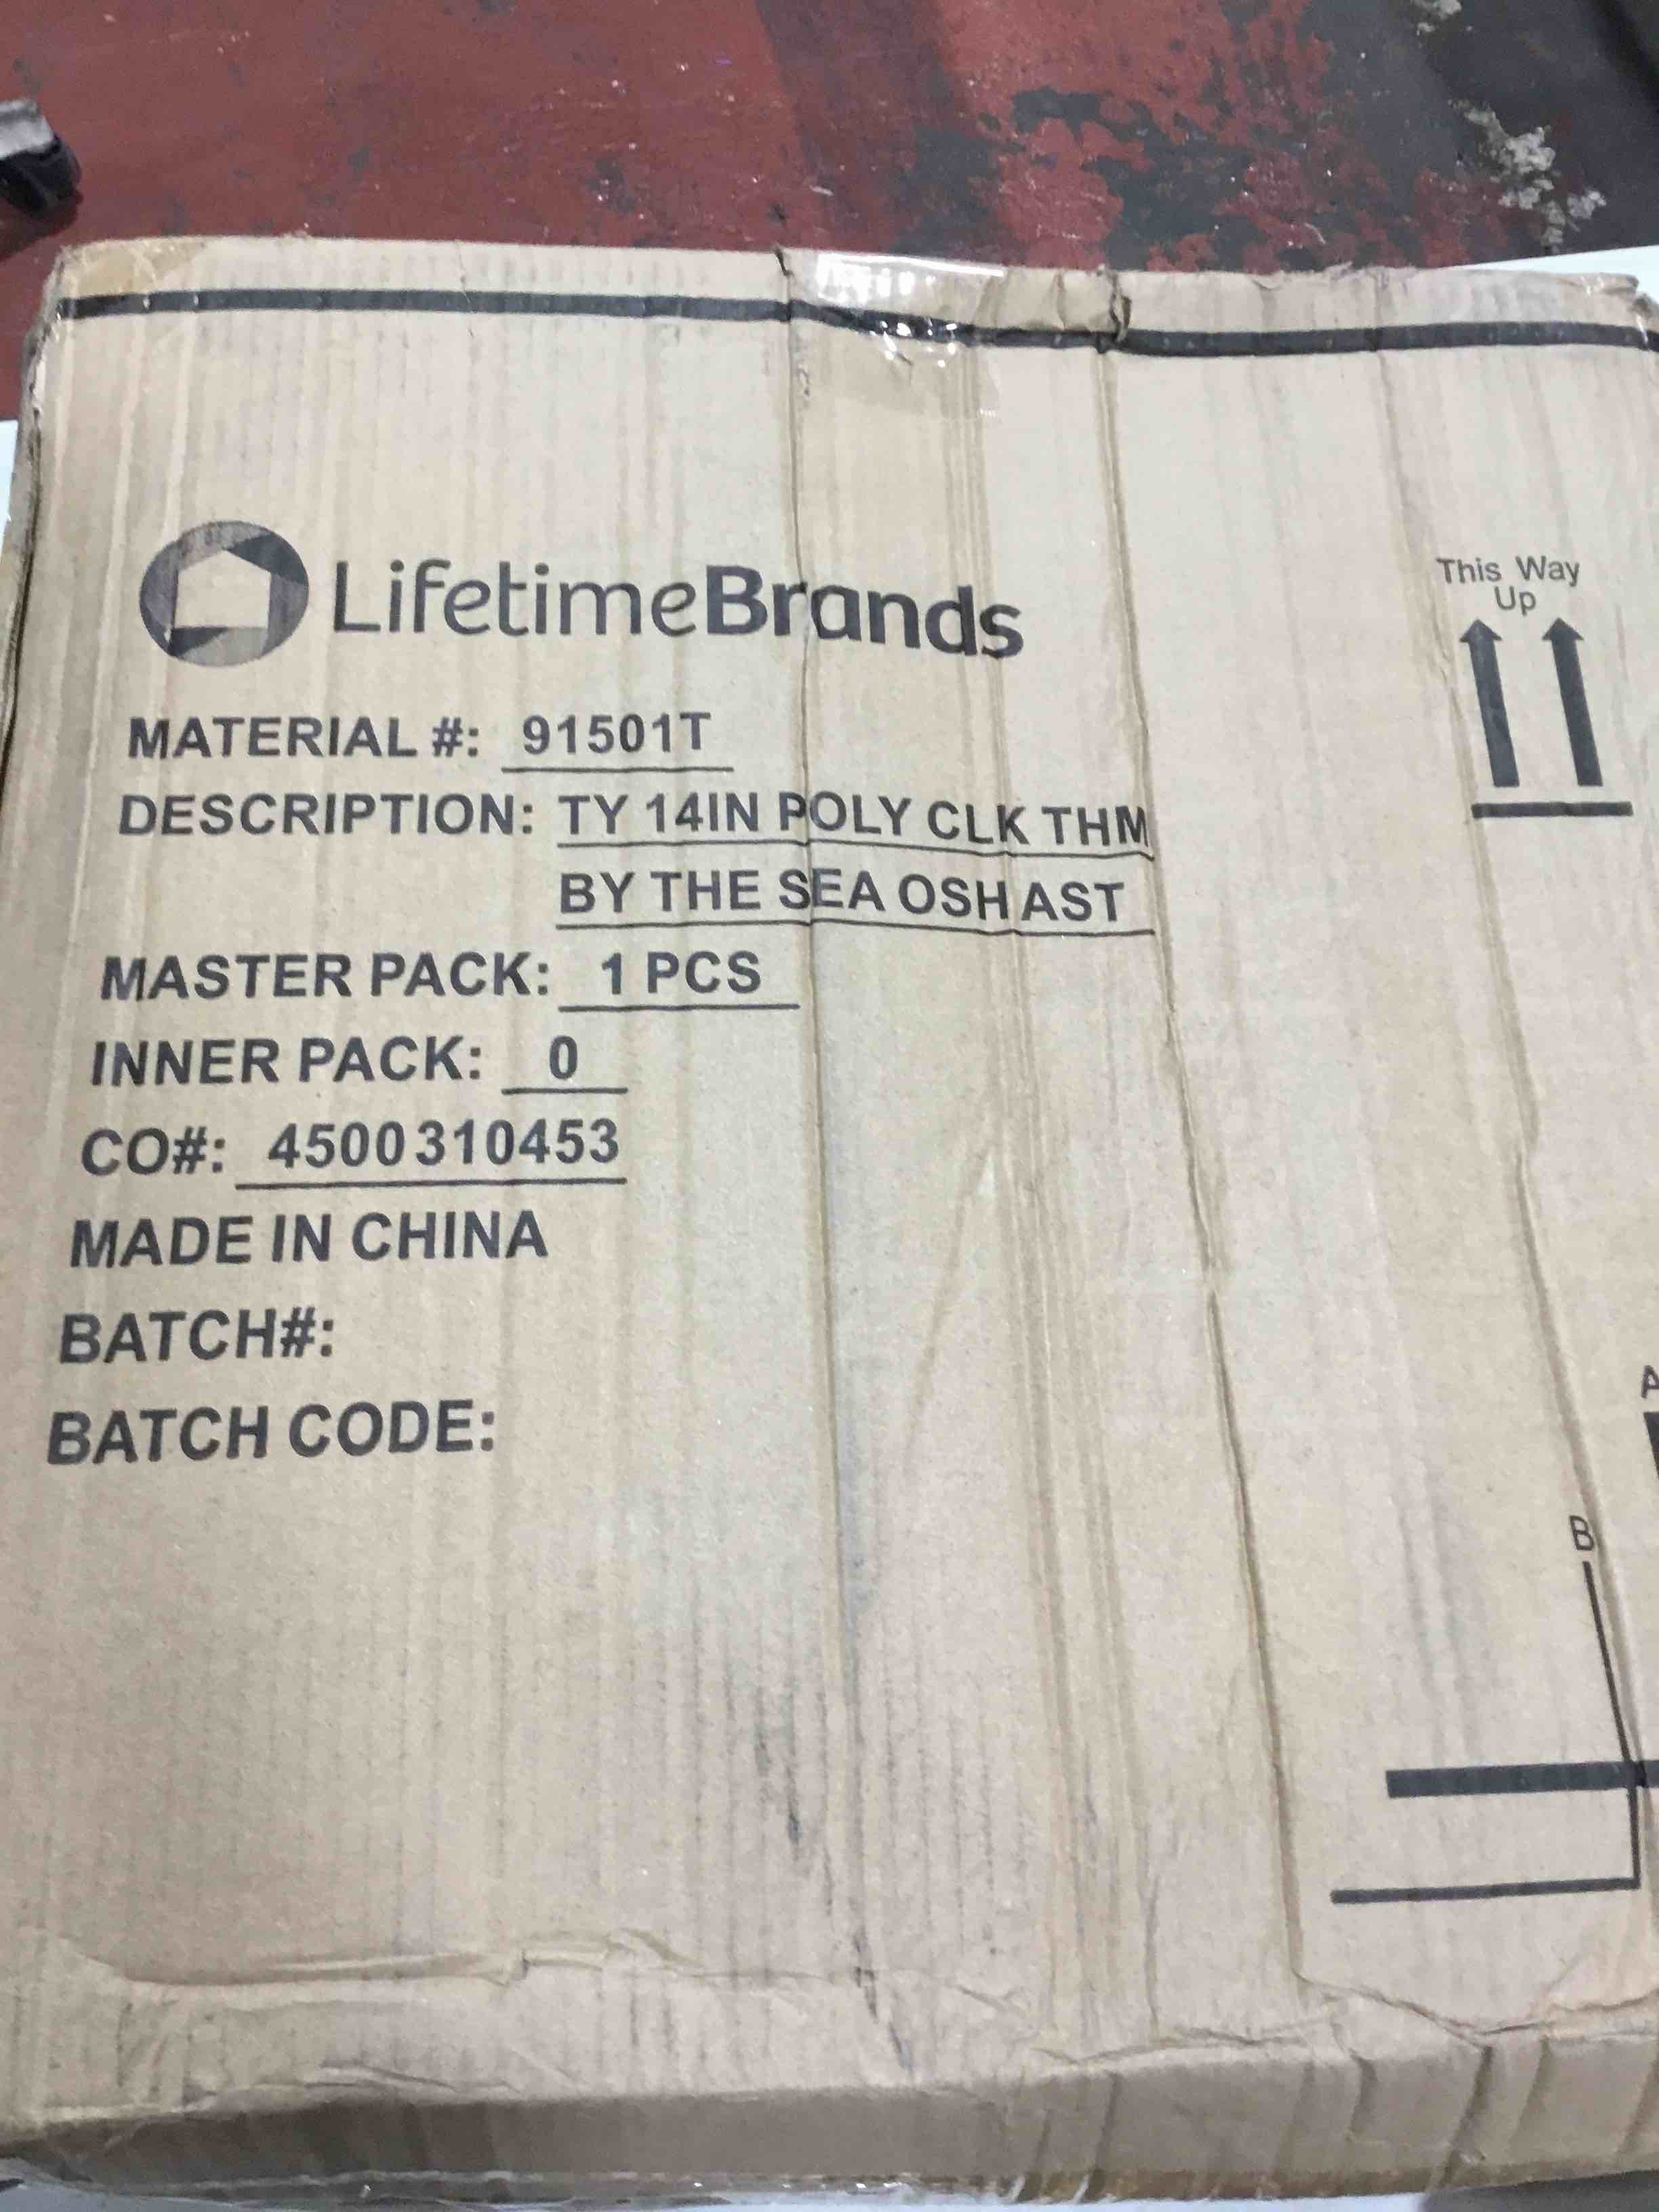 LifetimeBrands
This Way
Up
MATERIAL #: 91501T
DESCRIPTION: TY 14IN POLY CLK THM
BY THE SEA OSH AST
MASTER PACK: 1 PCS
INNER PACK: 0
CO#: 4500310453
MADE IN CHINA
BATCH#:
BATCH CODE:
A
B